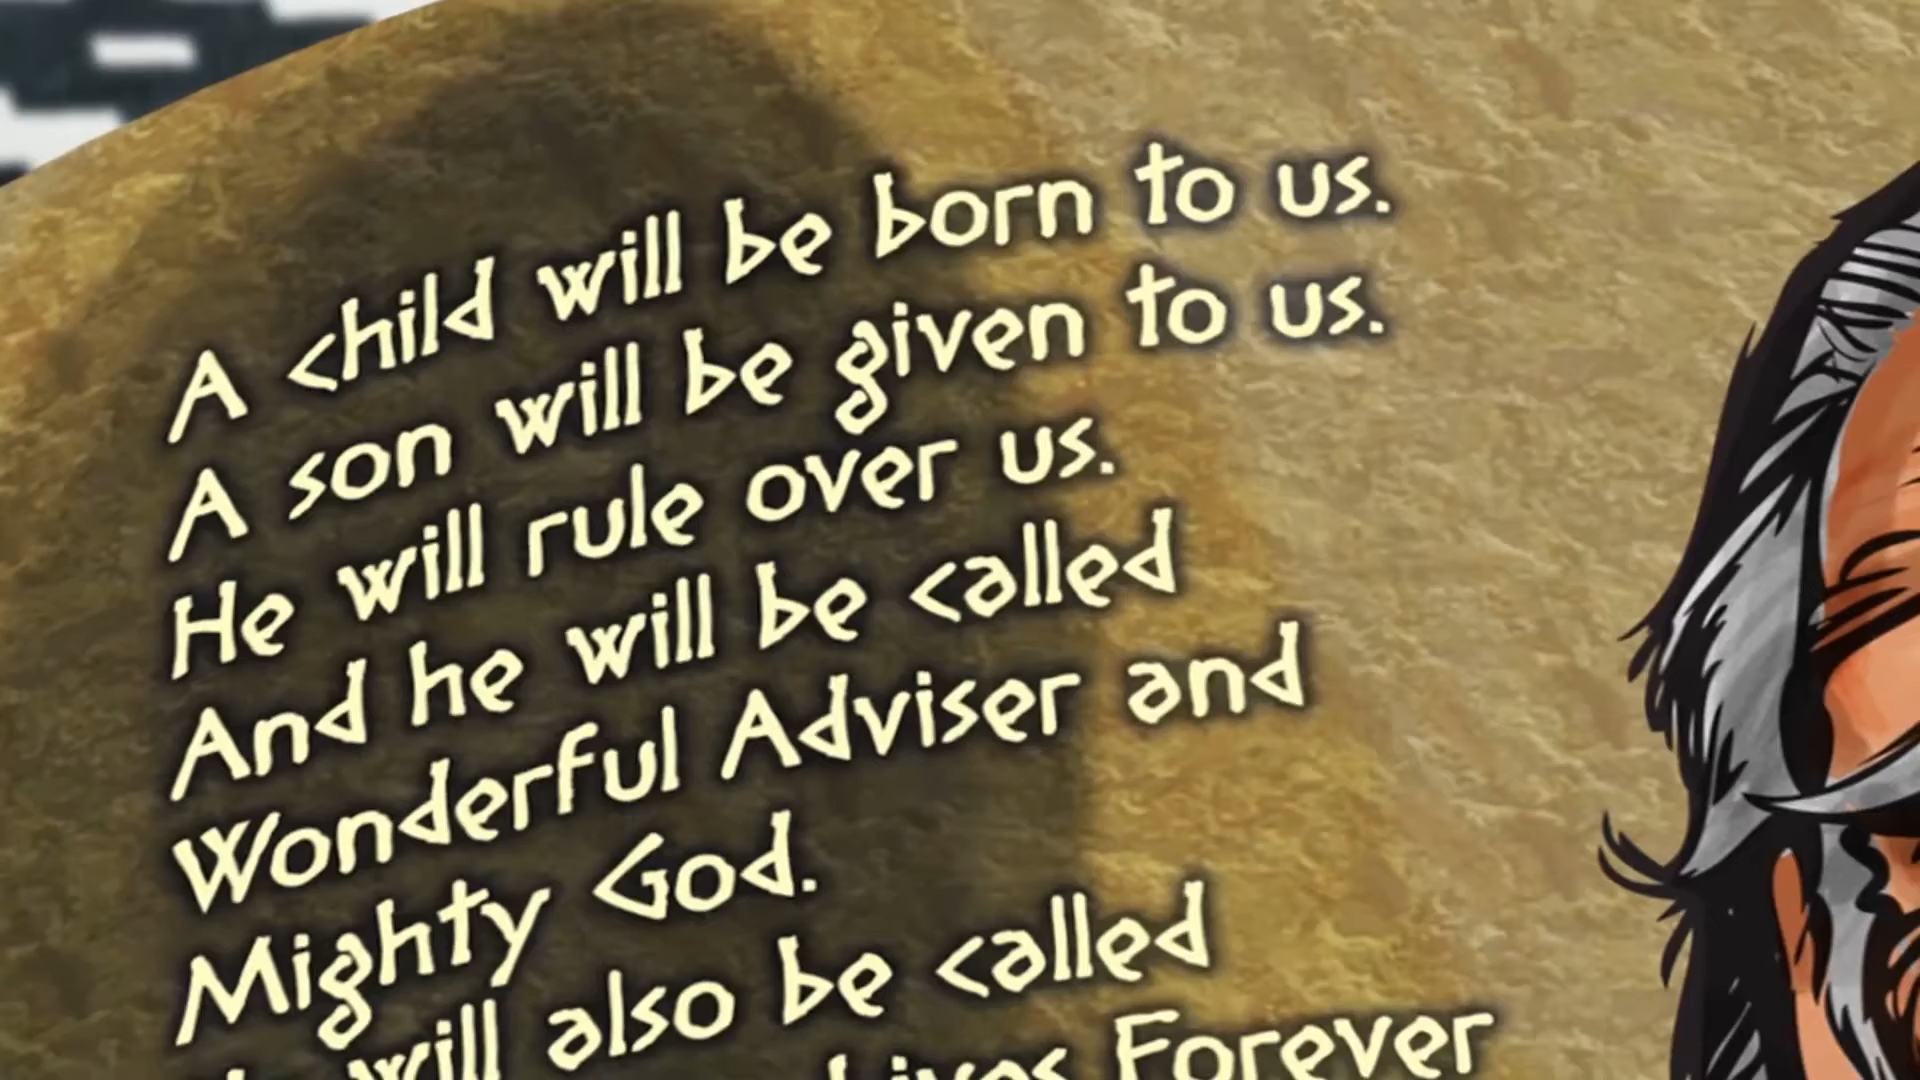 A child will be born to us.
A son will be given to us.
He will rule over us.
And he will be called
Wonderful Adviser and
Mighty God.
will also be called
Lives Forever